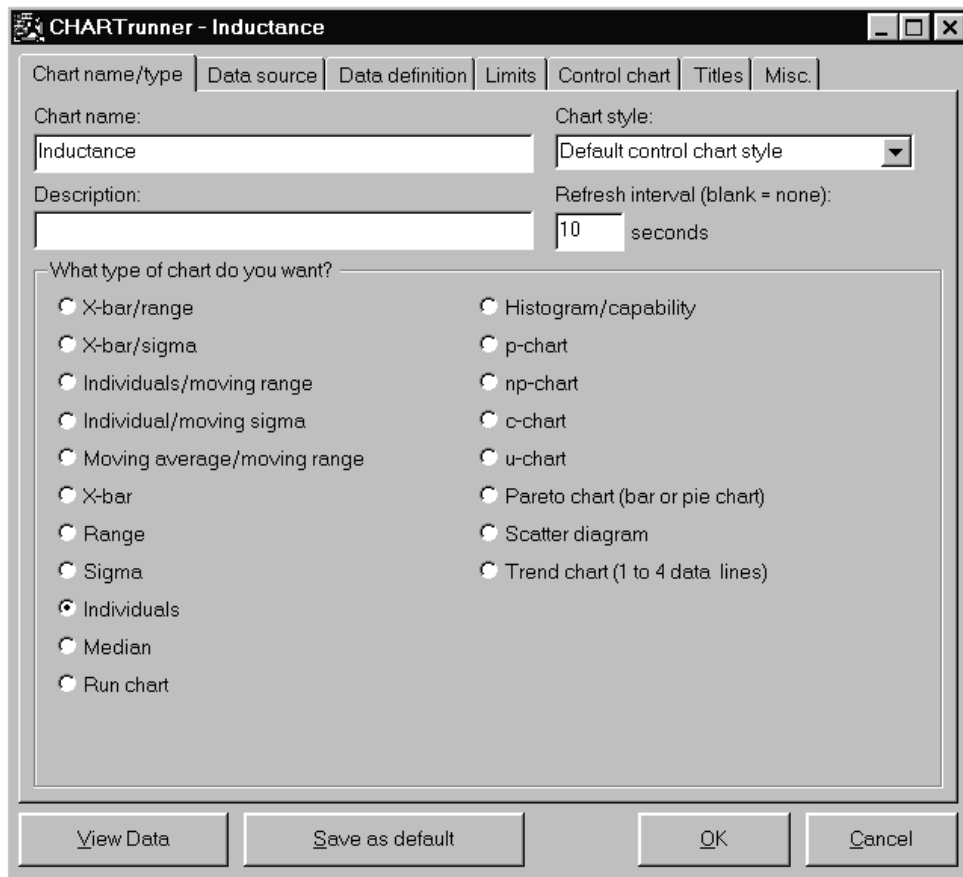 CHARTrunner - Inductance
Chart name/type Data source Data definition Limits Control chart Titles Misc.
Chart name: Chart style:
Inductance Default control chart style
Description: Refresh interval (blank = none):
10 seconds
What type of chart do you want?
X-bar/range Histogram/capability
X-bar/sigma p-chart
Individuals/moving range np-chart
Individual/moving sigma c-chart
Moving average/moving range u-chart
X-bar Pareto chart (bar or pie chart)
Range Scatter diagram
Sigma Trend chart (1 to 4 data lines)
Individuals
Median
Run chart
View Data Save as default OK Cancel